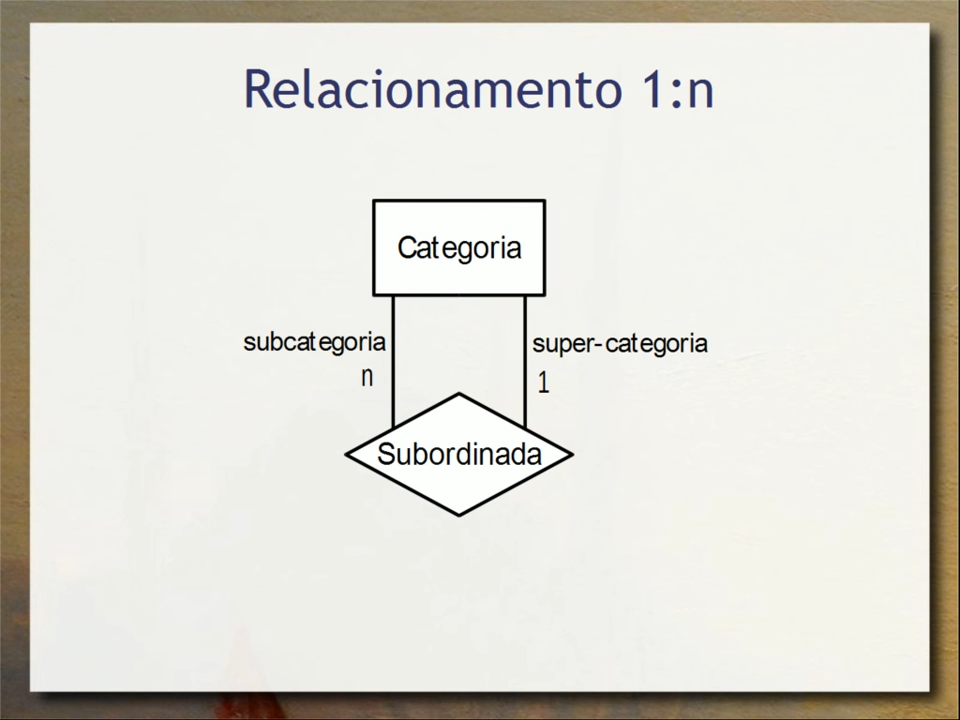 Relacionamento 1:n
Categoria
subcategoria
super-categoria
n
1
Subordinada